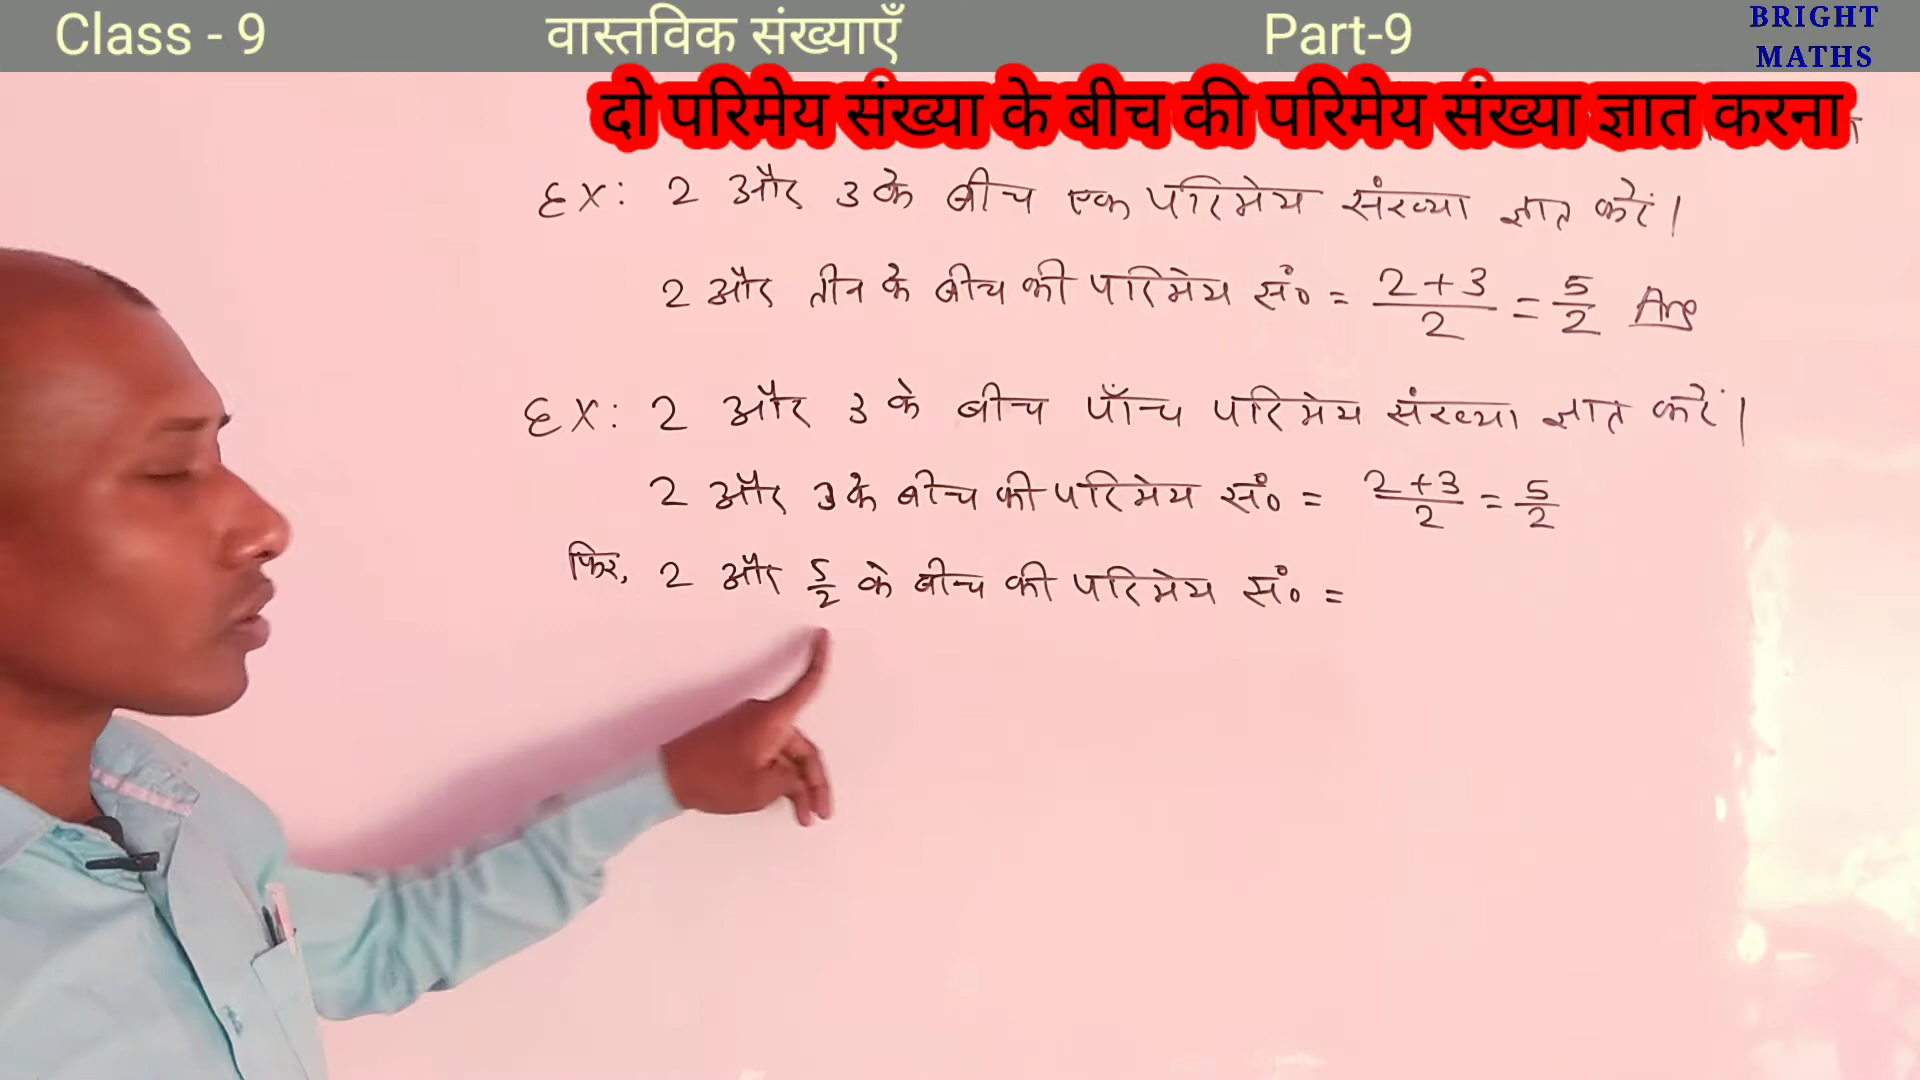 Class - 9 वास्तविक संख्याएँ Part-9 BRIGHT MATHS
दो परिमेय संख्या के बीच की परिमेय संख्या ज्ञात करना
EX: 2 और 3 के बीच एक परिमेय संख्या ज्ञात करें।
2 और तीन के बीच की परिमेय सं० = 2+3/2 = 5/2 Ans
EX: 2 और 3 के बीच पाँच परिमेय संख्या ज्ञात करें।
2 और 3 के बीच की परिमेय सं० = 2+3/2 = 5/2
फिर, 2 और 5/2 के बीच की परिमेय सं० =